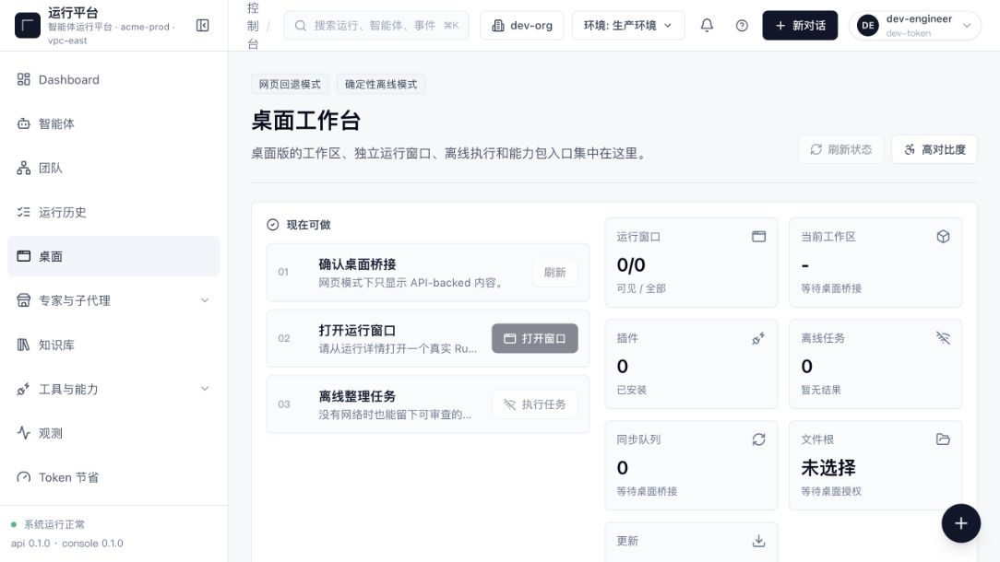 运行平台
智能体运行平台 · acme-prod ·
vpc-east
控
制
台
/
搜索运行、智能体、事件 ⌘K
dev-org
环境: 生产环境
新对话
DE
dev-engineer
dev-token
Dashboard
智能体
团队
运行历史
桌面
专家与子代理
知识库
工具与能力
观测
Token 节省
系统运行正常
api 0.1.0 · console 0.1.0
网页回退模式
确定性离线模式
桌面工作台
桌面版的工作区、独立运行窗口、离线执行和能力包入口集中在这里。
刷新状态
高对比度
现在可做
01
确认桌面桥接
网页模式下只显示 API-backed 内容。
刷新
02
打开运行窗口
请从运行详情打开一个真实 Ru...
打开窗口
03
离线整理任务
没有网络时也能留下可审查的...
执行任务
运行窗口
0/0
可见 / 全部
当前工作区
-
等待桌面桥接
插件
0
已安装
离线任务
0
暂无结果
同步队列
0
等待桌面桥接
文件根
未选择
等待桌面授权
更新